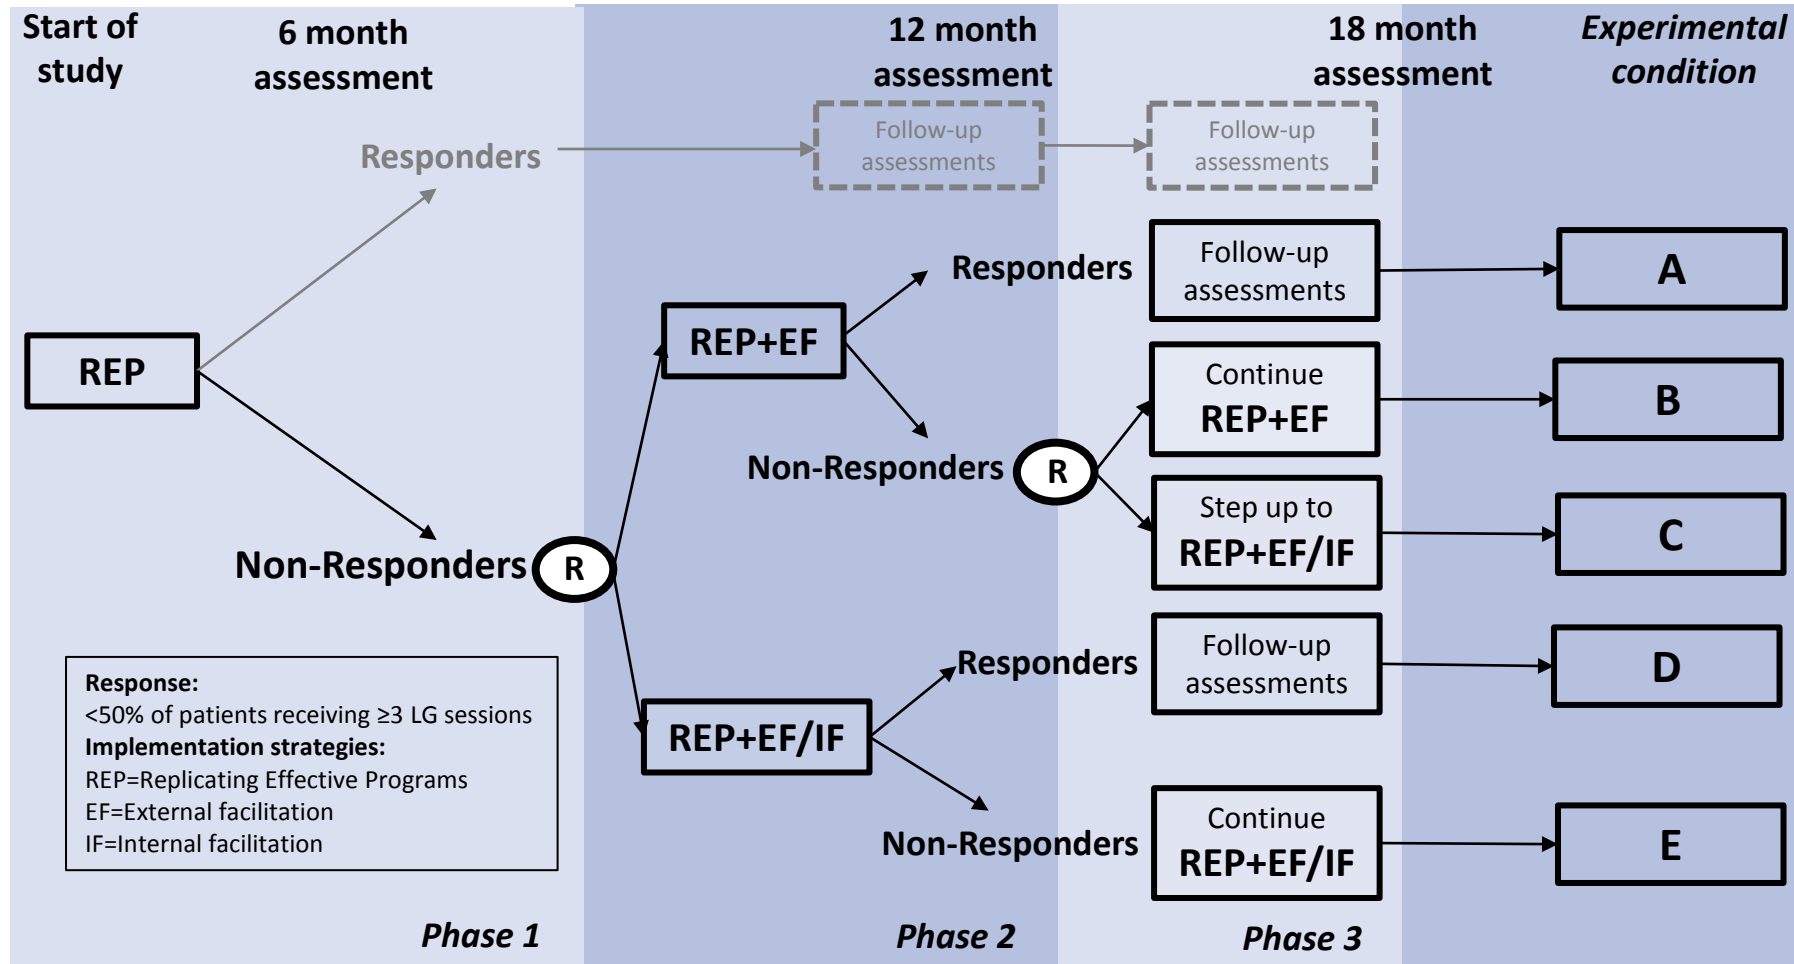 Start of
study
6 month
assessment
12 month
assessment
18 month
assessment
Experimental
condition
Responders
Follow-up
assessments
Follow-up
assessments
REP
Non-Responders
R
REP+EF
Responders
Follow-up
assessments
A
Non-Responders
R
Continue
REP+EF
B
Step up to
REP+EF/IF
C
REP+EF/IF
Responders
Follow-up
assessments
D
Non-Responders
Continue
REP+EF/IF
E
Response:
<50% of patients receiving ≥3 LG sessions
Implementation strategies:
REP=Replicating Effective Programs
EF=External facilitation
IF=Internal facilitation
Phase 1
Phase 2
Phase 3